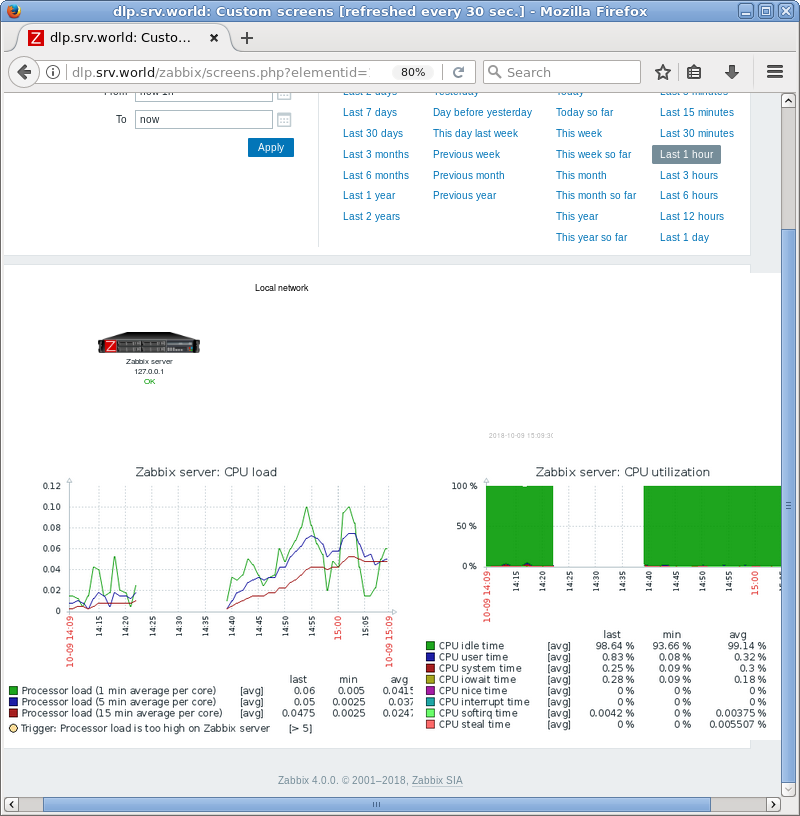 dlp.srv.world: Custom screens [refreshed every 30 sec.] - Mozilla Firefox
Z dlp.srv.world: Custo...
dlp.srv.world/zabbix/screens.php?elementid= 80% Search
From now-1h Last 2 days Yesterday Today Last 5 minutes
To now Last 7 days Day before yesterday Today so far Last 15 minutes
Last 30 days This day last week This week Last 30 minutes
Apply Last 3 months Previous week This week so far Last 1 hour
Last 6 months Previous month This month Last 3 hours
Last 1 year Previous year This month so far Last 6 hours
Last 2 years This year Last 12 hours
This year so far Last 1 day
Local network
Z
Zabbix server
127.0.0.1
OK
2018-10-09 15:09:30
Zabbix server: CPU load
0.12
0.10
0.08
0.06
0.04
0.02
0
10-09 14:09 14:15 14:20 14:25 14:30 14:35 14:40 14:45 14:50 14:55 15:00 15:05 10-09 15:09
last min avg
Processor load (1 min average per core) [avg] 0.06 0.005 0.0415
Processor load (5 min average per core) [avg] 0.05 0.0025 0.037
Processor load (15 min average per core) [avg] 0.0475 0.0025 0.0247
Trigger: Processor load is too high on Zabbix server [> 5]
Zabbix server: CPU utilization
100 %
50 %
0 %
10-09 14:09 14:15 14:20 14:25 14:30 14:35 14:40 14:45 14:50 14:55 15:00
last min avg
CPU idle time [avg] 98.64 % 93.66 % 99.14 %
CPU user time [avg] 0.83 % 0.08 % 0.32 %
CPU system time [avg] 0.25 % 0.09 % 0.3 %
CPU iowait time [avg] 0.28 % 0.09 % 0.18 %
CPU nice time [avg] 0 % 0 % 0 %
CPU interrupt time [avg] 0 % 0 % 0 %
CPU softirq time [avg] 0.0042 % 0 % 0.00375 %
CPU steal time [avg] 0 % 0 % 0.005507 %
Zabbix 4.0.0. © 2001–2018, Zabbix SIA